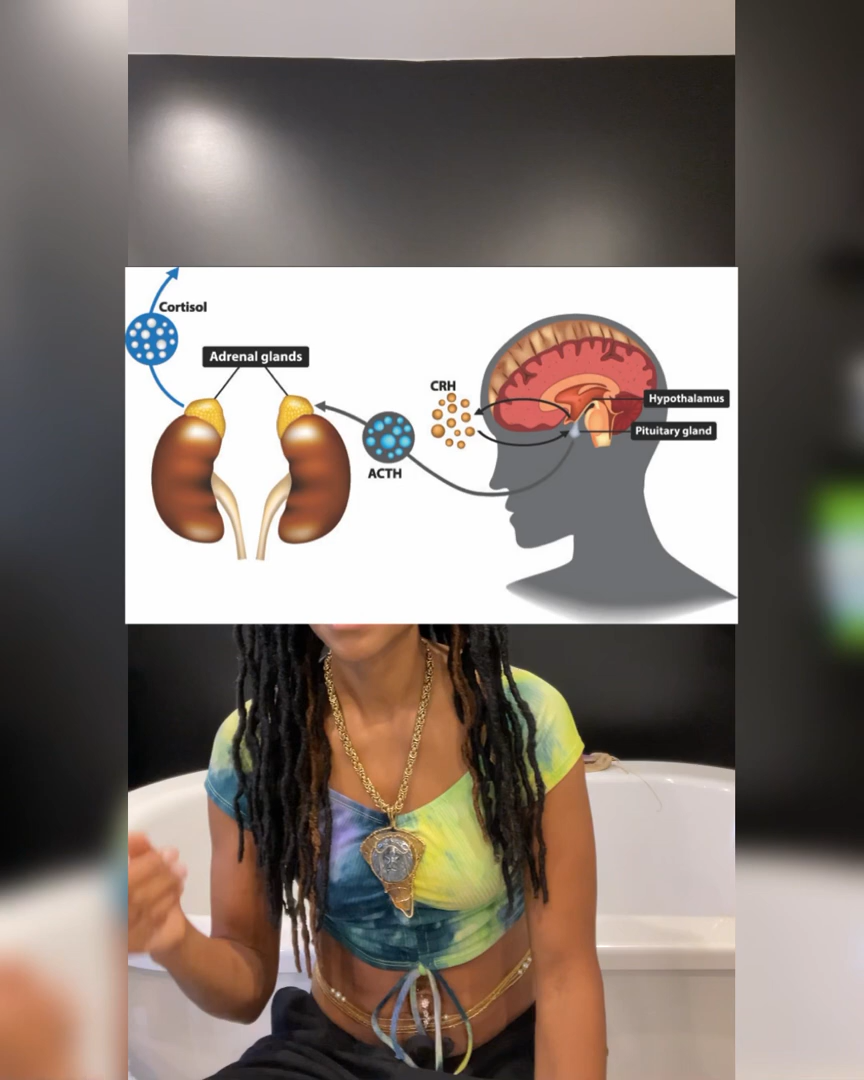 Cortisol
Adrenal glands
CRH
Hypothalamus
Pituitary gland
ACTH